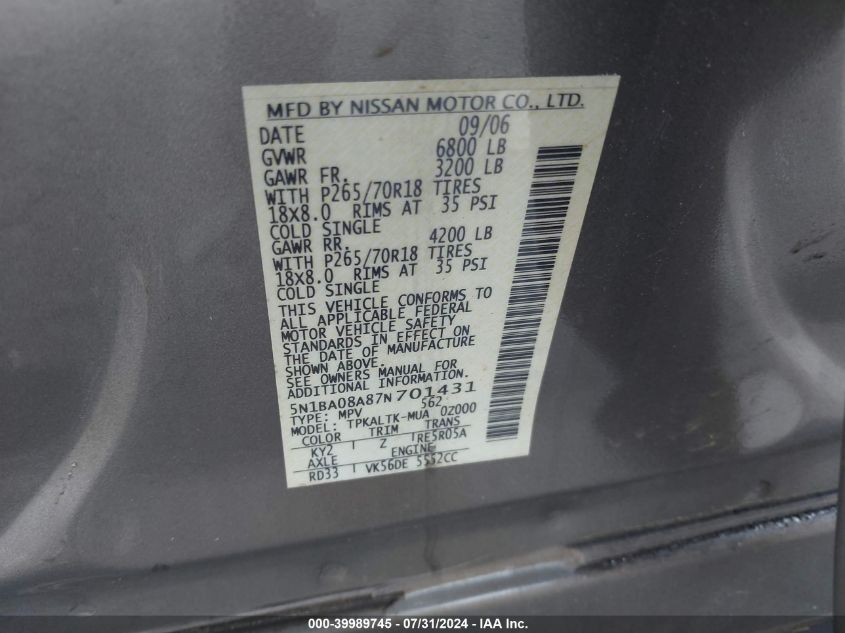 MFD BY NISSAN MOTOR CO., LTD.
DATE 09/06
GVWR 6800 LB
GAWR FR. 3200 LB
WITH P265/70R18 TIRES
18X8.0 RIMS AT 35 PSI
COLD SINGLE
GAWR RR. 4200 LB
WITH P265/70R18 TIRES
18X8.0 RIMS AT 35 PSI
COLD SINGLE
THIS VEHICLE CONFORMS TO
ALL APPLICABLE FEDERAL
MOTOR VEHICLE SAFETY
STANDARDS IN EFFECT ON
THE DATE OF MANUFACTURE
SHOWN ABOVE.
SEE OWNERS MANUAL FOR
ADDITIONAL INFORMATION.
5N1BA08A87N701431
TYPE: MPV 562
MODEL: TPKALTK-MUA 0Z000
COLOR TRIM TRANS
KY2 Z RE5R05A
AXLE ENGINE
RD33 VK56DE 5552CC
000-39989745 - 07/31/2024 - IAA Inc.